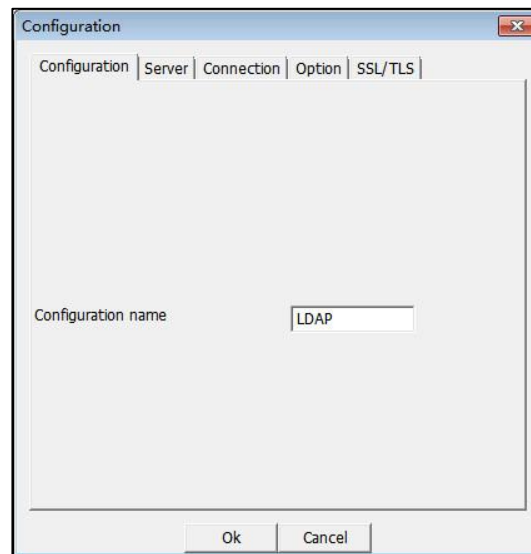 Configuration
Configuration Server Connection Option SSL/TLS
Configuration name LDAP
Ok Cancel